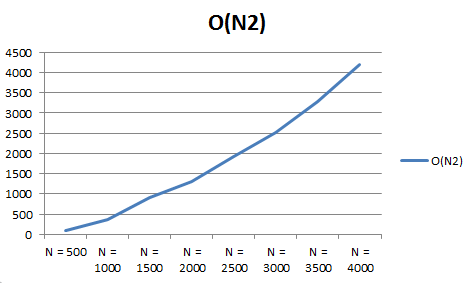 O(N2)
4500
4000
3500
3000
2500
2000
1500
1000
500
0
O(N2)
N = 500 N = N = N = N = N = N = N =
1000 1500 2000 2500 3000 3500 4000